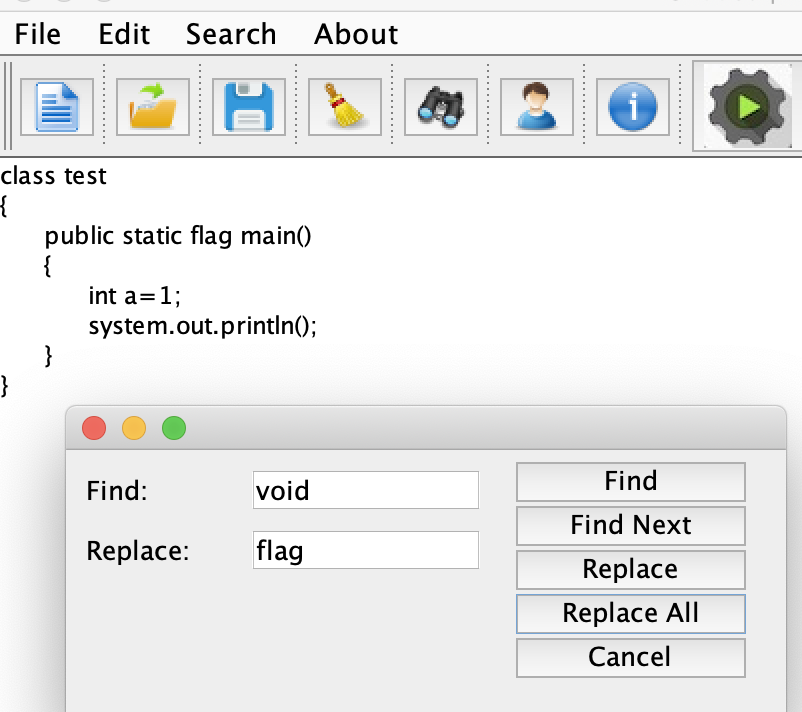 File Edit Search About
class test
{
public static flag main()
{
int a=1;
system.out.println();
}
}
Find: void Find
Find Next
Replace: flag Replace
Replace All
Cancel